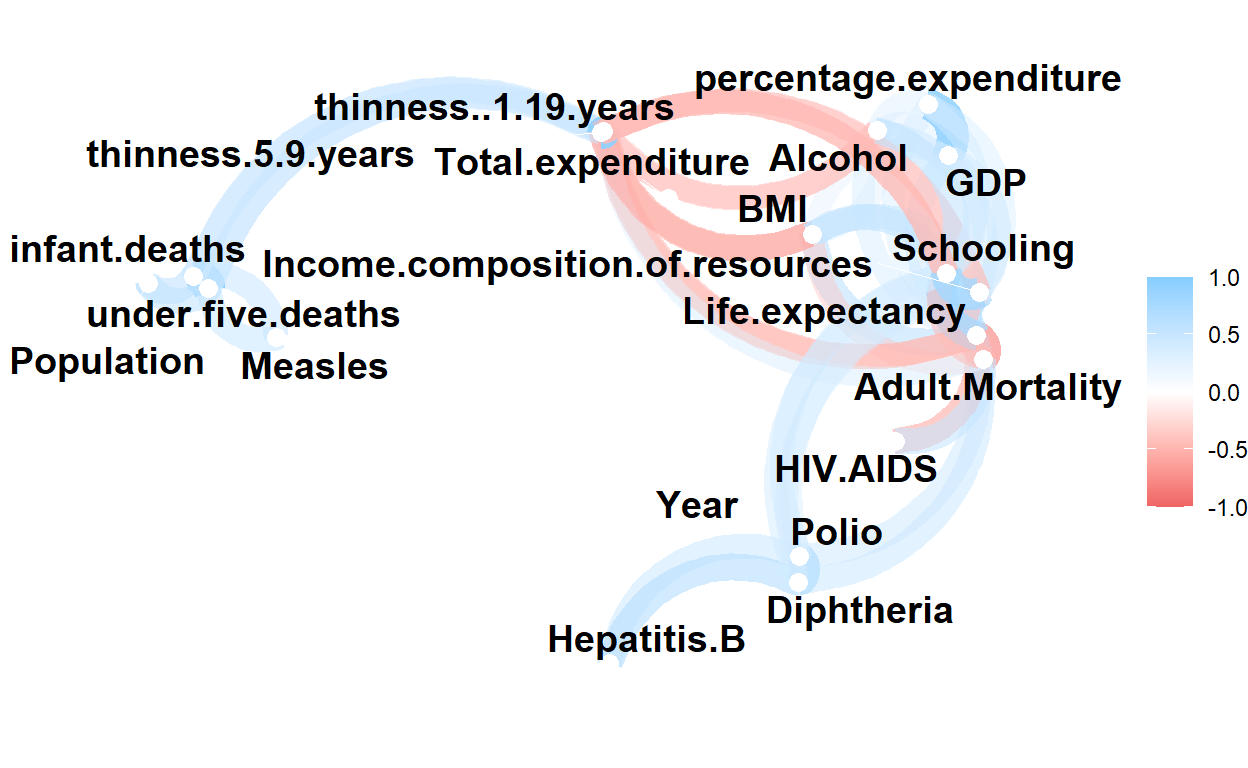 percentage.expenditure
thinness..1.19.years
thinness.5.9.years
Total.expenditure
Alcohol
GDP
BMI
infant.deaths
Income.composition.of.resources
Schooling
under.five.deaths
Life.expectancy
Population
Measles
Adult.Mortality
HIV.AIDS
Year
Polio
Diphtheria
Hepatitis.B
1.0
0.5
0.0
-0.5
-1.0